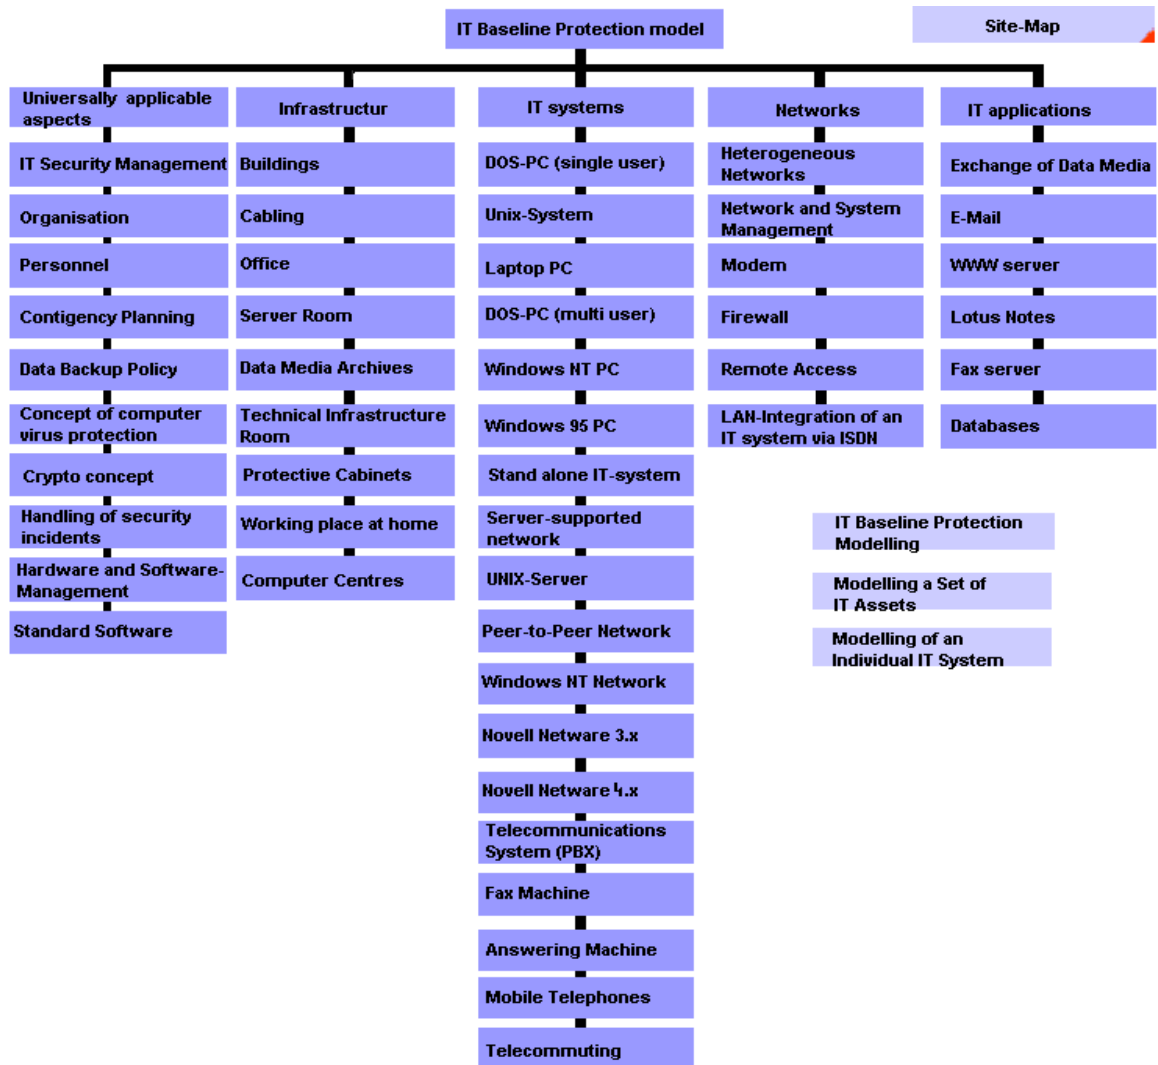 IT Baseline Protection model
Site-Map
Universally applicable
aspects
IT Security Management
Organisation
Personnel
Contigency Planning
Data Backup Policy
Concept of computer
virus protection
Crypto concept
Handling of security
incidents
Hardware and Software-
Management
Standard Software
Infrastructur
Buildings
Cabling
Office
Server Room
Data Media Archives
Technical Infrastructure
Room
Protective Cabinets
Working place at home
Computer Centres
IT systems
DOS-PC (single user)
Unix-System
Laptop PC
DOS-PC (multi user)
Windows NT PC
Windows 95 PC
Stand alone IT-system
Server-supported
network
UNIX-Server
Peer-to-Peer Network
Windows NT Network
Novell Netware 3.x
Novell Netware 4.x
Telecommunications
System (PBX)
Fax Machine
Answering Machine
Mobile Telephones
Telecommuting
Networks
Heterogeneous
Networks
Network and System
Management
Modem
Firewall
Remote Access
LAN-Integration of an
IT system via ISDN
IT applications
Exchange of Data Media
E-Mail
WWW server
Lotus Notes
Fax server
Databases
IT Baseline Protection
Modelling
Modelling a Set of
IT Assets
Modelling of an
Individual IT System